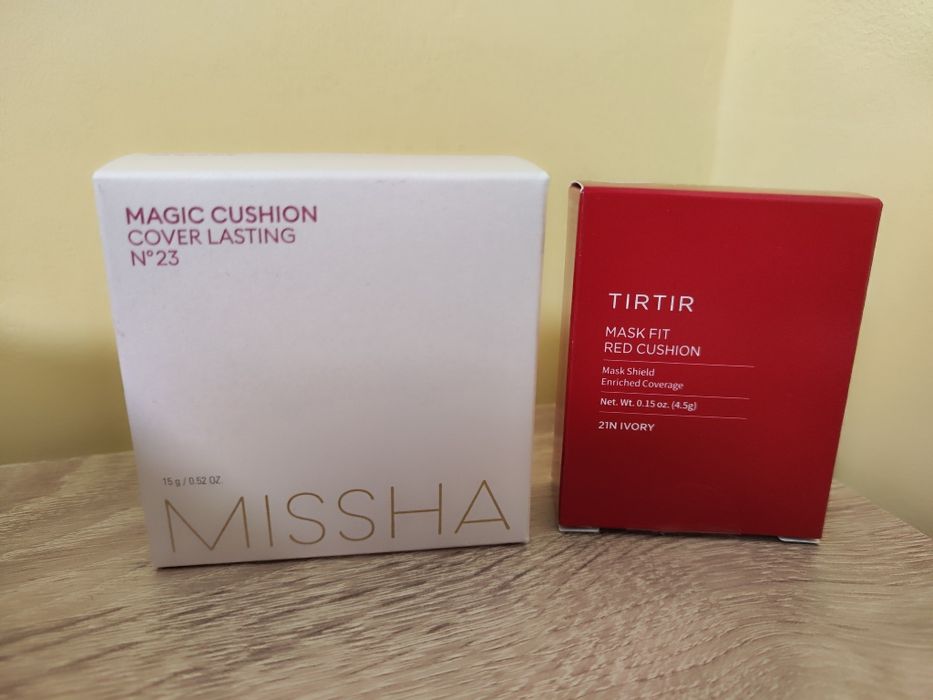 MAGIC CUSHION
COVER LASTING
N°23
15 g / 0.52 OZ.
MISSHA
TIRTIR
MASK FIT
RED CUSHION
Mask Shield
Enriched Coverage
Net. Wt. 0.15 oz. (4.5g)
21N IVORY